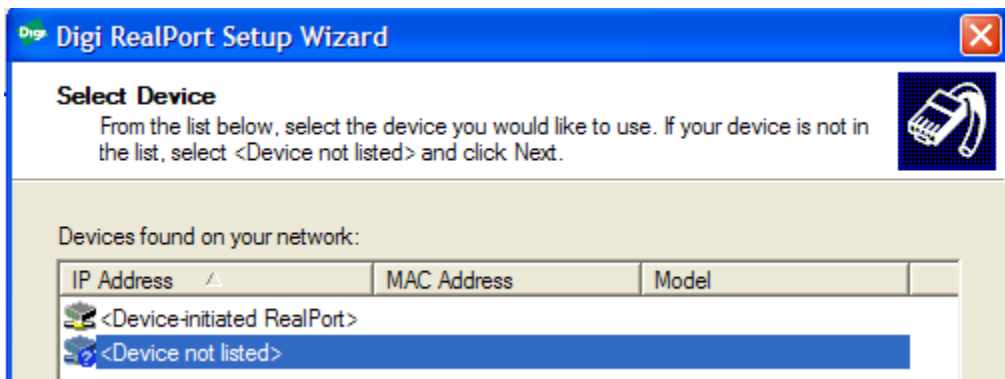 Digi Digi RealPort Setup Wizard
Select Device
From the list below, select the device you would like to use. If your device is not in
the list, select <Device not listed> and click Next.
Devices found on your network:
IP Address MAC Address Model
<Device-initiated RealPort>
<Device not listed>